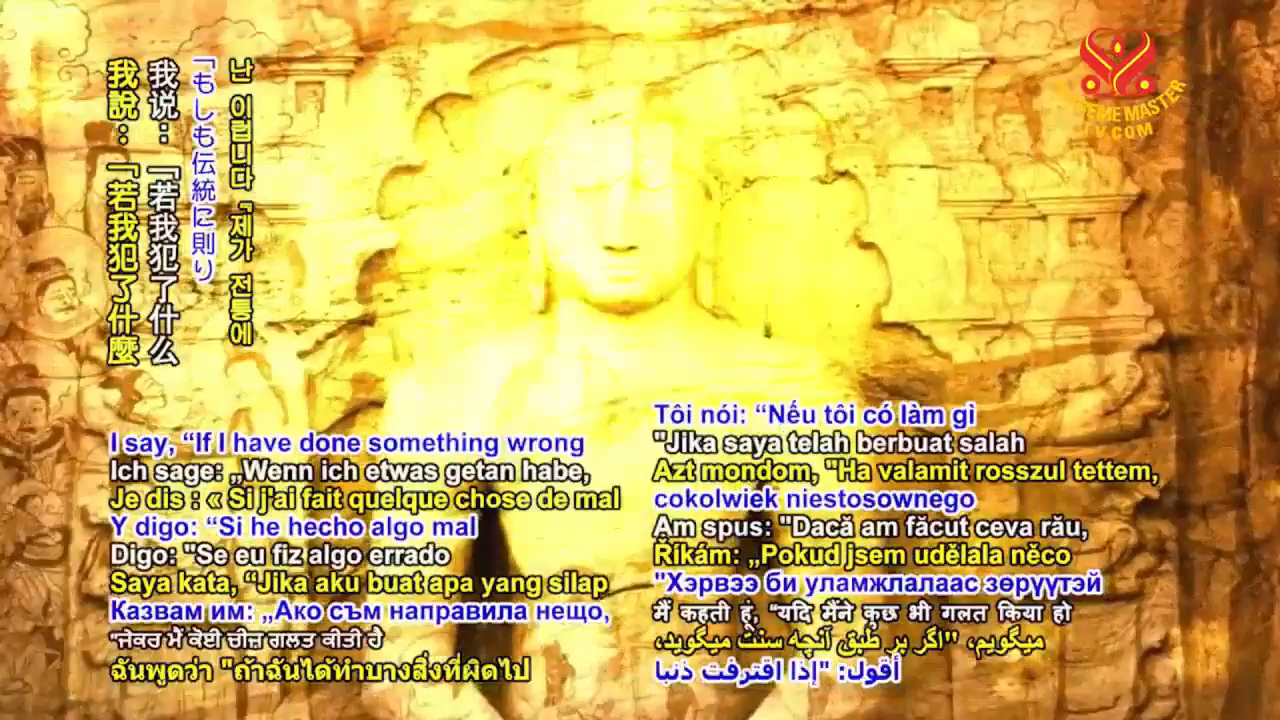 我說：「若我犯了什麼
我说：「若我犯了什么
「もしも伝統に則り
난 이럽니다 『제가 전통에
EME MASTER
TV.COM
I say, “If I have done something wrong
Ich sage: „Wenn ich etwas getan habe,
Je dis : « Si j'ai fait quelque chose de mal
Y digo: “Si he hecho algo mal
Digo: "Se eu fiz algo errado
Saya kata, “Jika aku buat apa yang silap
Казвам им: „Ако съм направила нещо,
"ਜੇਕਰ ਮੈਂ ਕੋਈ ਚੀਜ਼ ਗਲਤ ਕੀਤੀ ਹੈ
ฉันพูดว่า "ถ้าฉันได้ทำบางสิ่งที่ผิดไป
Tôi nói: “Nếu tôi có làm gì
"Jika saya telah berbuat salah
Azt mondom, "Ha valamit rosszul tettem,
cokolwiek niestosownego
Am spus: "Dacă am făcut ceva rău,
Říkám: „Pokud jsem udělala něco
"Хэрвээ би уламжлалаас зөрүүтэй
मैं कहती हूं, “यदि मैंने कुछ भी गलत किया हो
میگویم، "اگر بر طبق آنچه سنت میگوید،
أقول: "إذا اقترفت ذنبا